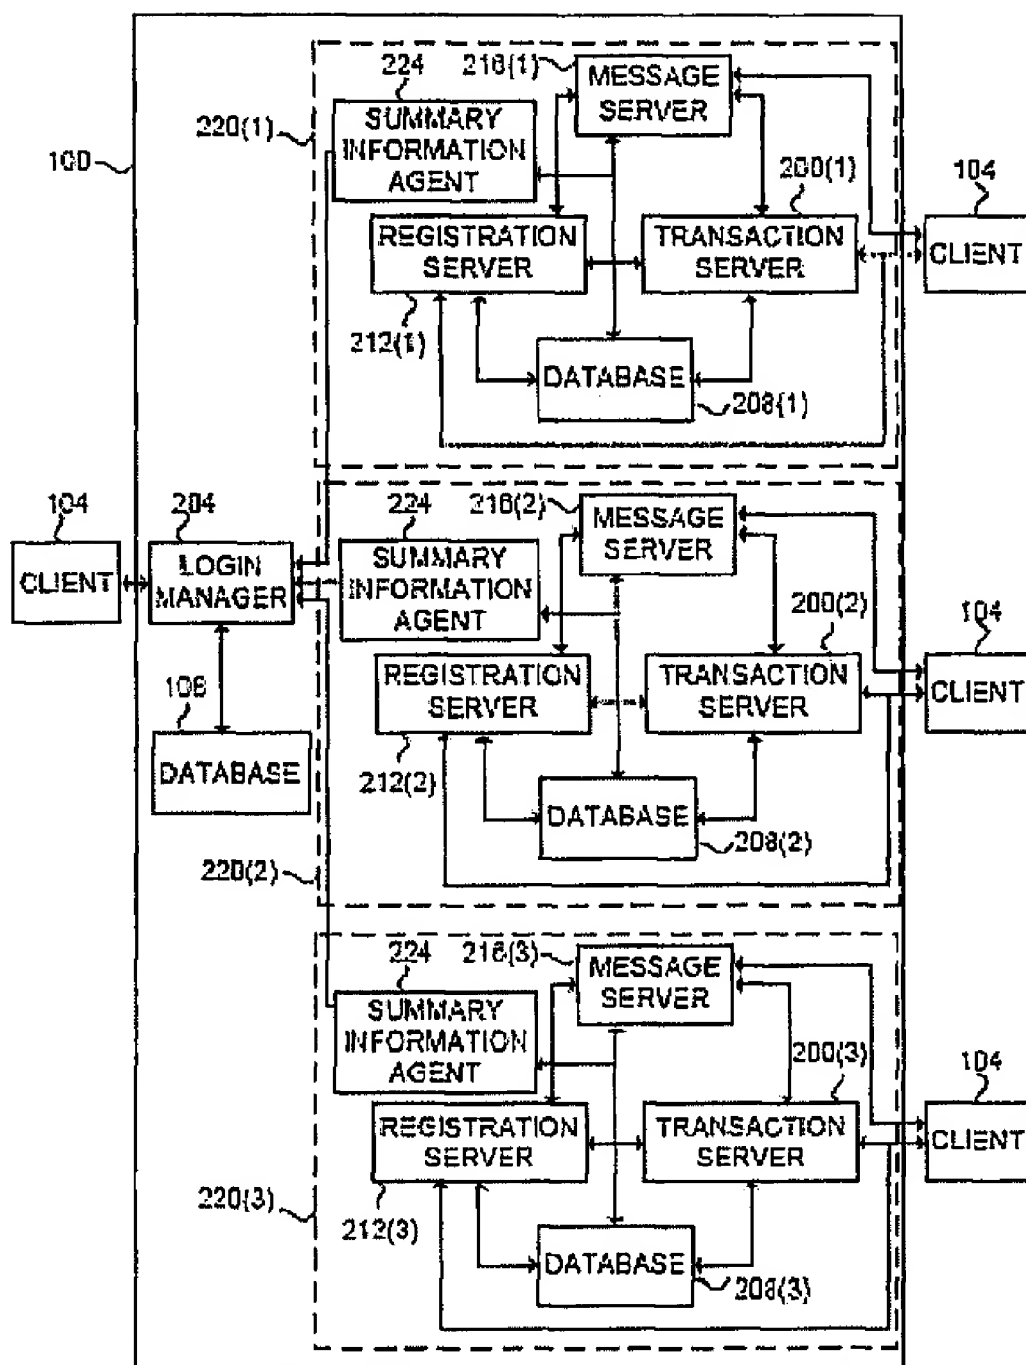 224
216(1)
MESSAGE
SERVER
SUMMARY
INFORMATION
AGENT
220(1)
100
200(1)
104
REGISTRATION
SERVER
TRANSACTION
SERVER
CLIENT
212(1)
DATABASE
208(1)
104
204
224
216(2)
MESSAGE
SERVER
CLIENT
LOGIN
MANAGER
SUMMARY
INFORMATION
AGENT
200(2)
104
108
REGISTRATION
SERVER
TRANSACTION
SERVER
CLIENT
DATABASE
212(2)
DATABASE
208(2)
220(2)
224
216(3)
MESSAGE
SERVER
SUMMARY
INFORMATION
AGENT
200(3)
104
REGISTRATION
SERVER
TRANSACTION
SERVER
CLIENT
220(3)
212(3)
DATABASE
208(3)